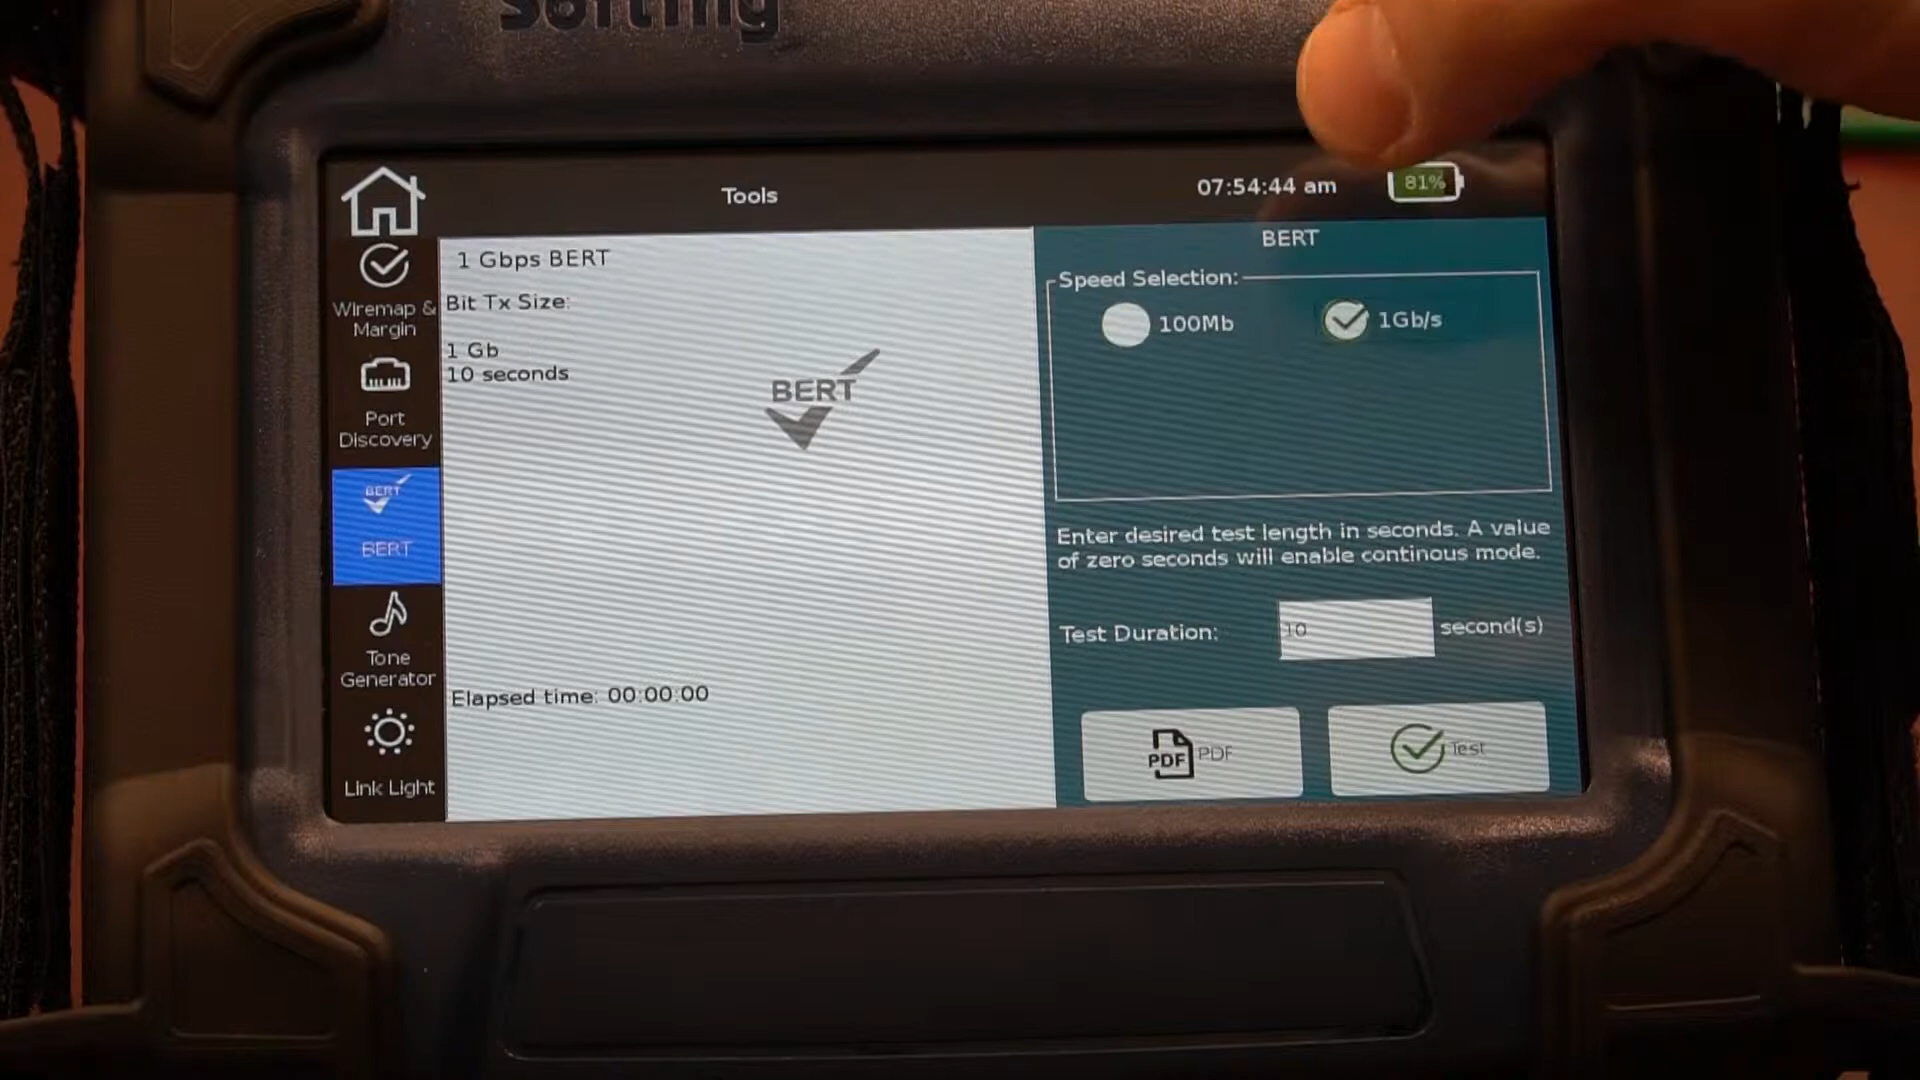 Softing
Tools
07:54:44 am
81%
Wiremap &
Margin
Port
Discovery
BERT
BERT
Tone
Generator
Link Light
1 Gbps BERT
Bit Tx Size:
1 Gb
10 seconds
BERT
Elapsed time: 00:00:00
BERT
Speed Selection:
100Mb
1Gb/s
Enter desired test length in seconds. A value
of zero seconds will enable continous mode.
Test Duration:
10
second(s)
PDF
PDF
Test